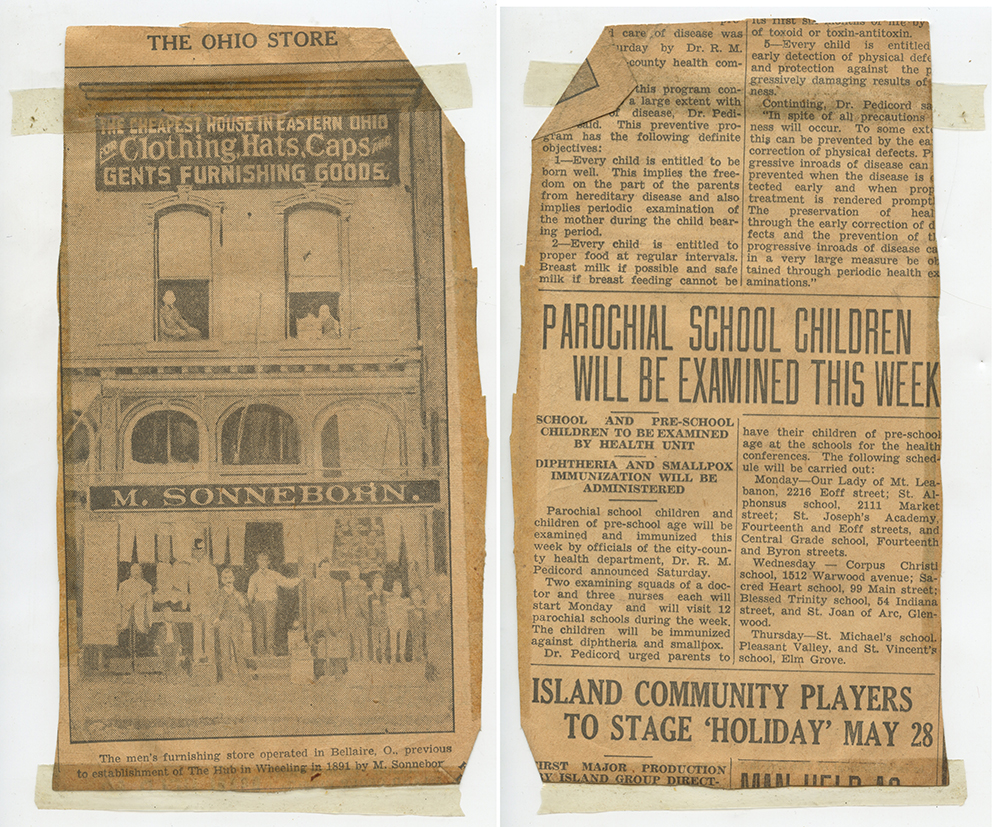 THE OHIO STORE
THE CHEAPEST HOUSE IN EASTERN OHIO
Clothing, Hats, Caps
GENTS FURNISHING GOODS.
M. SONNEBORN.
The men's furnishing store operated in Bellaire, O., previous
to establishment of The Hub in Wheeling in 1891 by M. Sonnebor
d care of disease was
urday by Dr. R. M.
county health com-
this program con-
a large extent with
of disease, Dr. Pedi-
said. This preventive pro-
gram has the following definite
objectives:
1—Every child is entitled to be
born well. This implies the free-
dom on the part of the parents
from hereditary disease and also
implies periodic examination of
the mother during the child bear-
ing period.
2—Every child is entitled to
proper food at regular intervals.
Breast milk if possible and safe
milk if breast feeding cannot be
its first six months of life by
of toxoid or toxin-antitoxin.
5—Every child is entitled
early detection of physical defe
and protection against the p
gressively damaging results of
ness.
Continuing, Dr. Pedicord sa
"In spite of all precautions
ness will occur. To some ext
this can be prevented by the ea
correction of physical defects. P
gressive inroads of disease can
prevented when the disease is
tected early and when prop
treatment is rendered prompt
The preservation of heal
through the early correction of d
fects and the prevention of t
progressive inroads of disease ca
in a very large measure be ob
tained through periodic health ex
aminations."
PAROCHIAL SCHOOL CHILDREN
WILL BE EXAMINED THIS WEEK
SCHOOL AND PRE-SCHOOL
CHILDREN TO BE EXAMINED
BY HEALTH UNIT
DIPHTHERIA AND SMALLPOX
IMMUNIZATION WILL BE
ADMINISTERED
Parochial school children and
children of pre-school age will be
examined and immunized this
week by officials of the city-coun-
ty health department, Dr. R. M.
Pedicord announced Saturday.
Two examining squads of a doc-
tor and three nurses each will
start Monday and will visit 12
parochial schools during the week.
The children will be immunized
against diphtheria and smallpox.
Dr. Pedicord urged parents to
have their children of pre-school
age at the schools for the health
conferences. The following sched-
ule will be carried out:
Monday—Our Lady of Mt. Lea-
banon, 2216 Eoff street; St. Al-
phonsus school, 2111 Market
street; St. Joseph's Academy,
Fourteenth and Eoff streets, and
Central Grade school, Fourteenth
and Byron streets.
Wednesday — Corpus Christi
school, 1512 Warwood avenue; Sa-
cred Heart school, 99 Main street;
Blessed Trinity school, 54 Indiana
street, and St. Joan of Arc, Glen-
wood.
Thursday—St. Michael's school,
Pleasant Valley, and St. Vincent's
school, Elm Grove.
ISLAND COMMUNITY PLAYERS
TO STAGE 'HOLIDAY' MAY 28
FIRST MAJOR PRODUCTION
BY ISLAND GROUP DIRECT-
MAN HELD AS